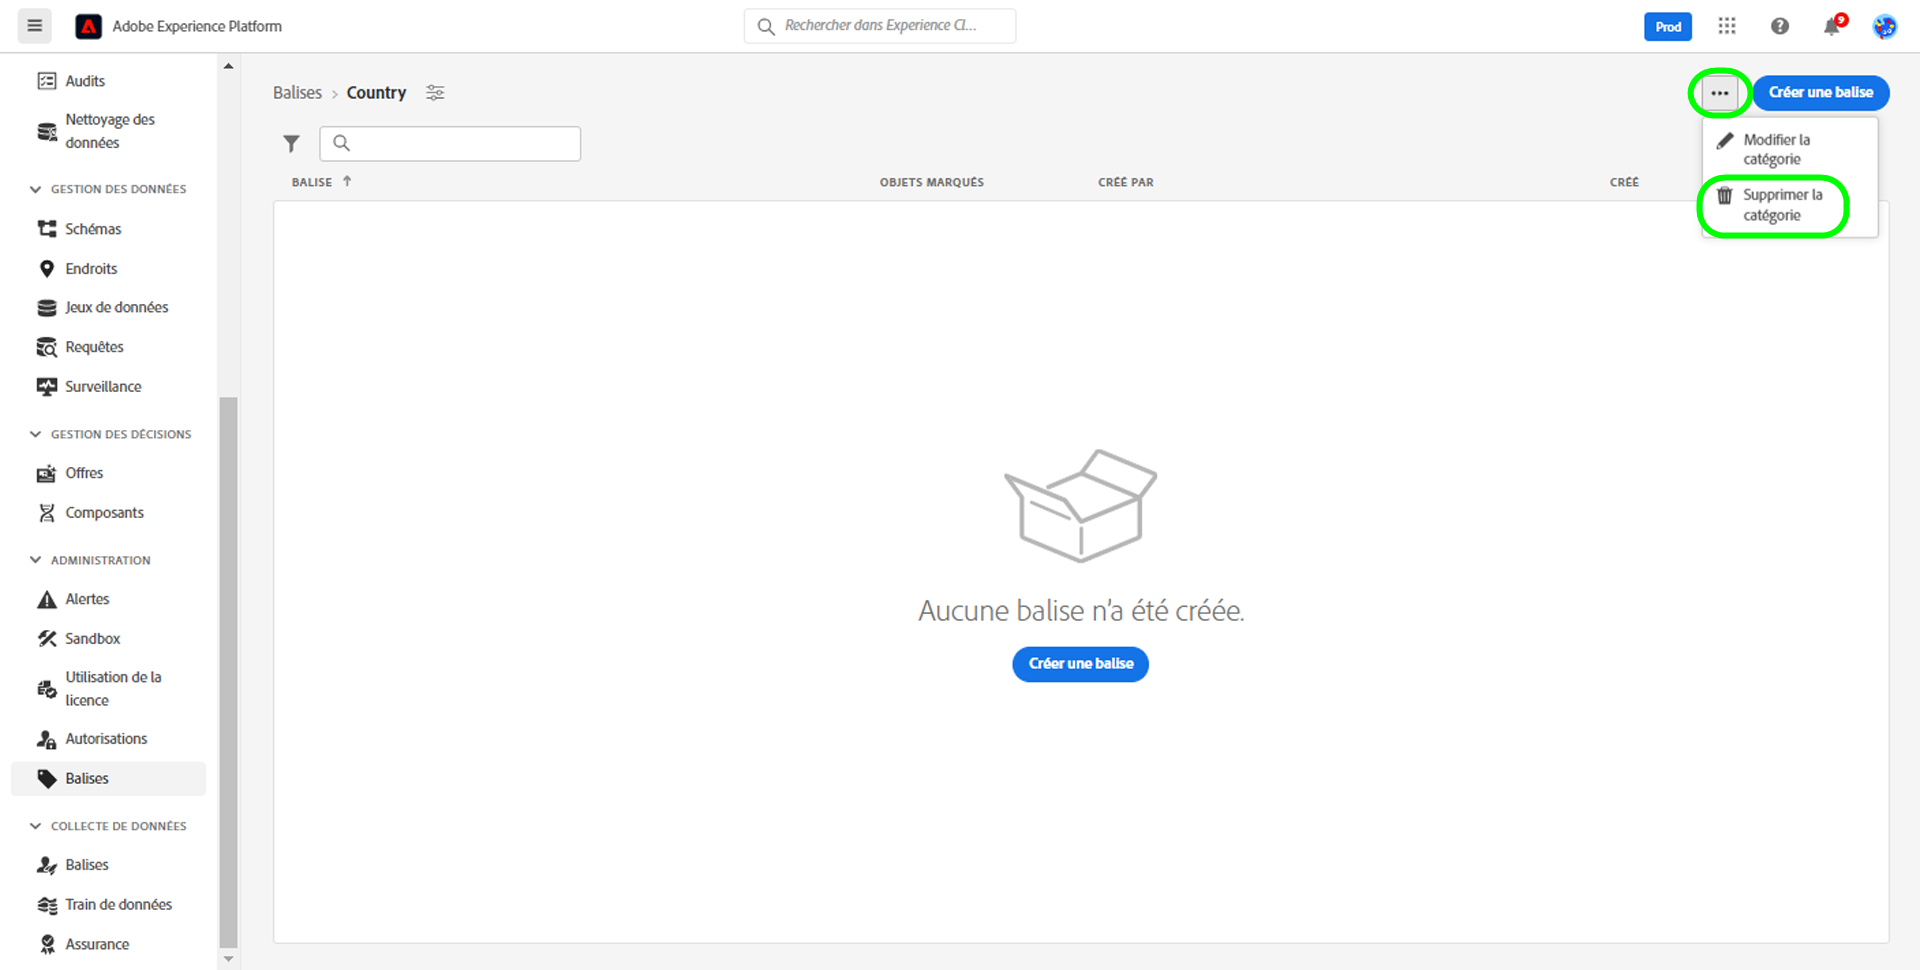 Adobe Experience Platform
Rechercher dans Experience Cl...
Prod
9
Audits
Nettoyage des
données
GESTION DES DONNÉES
Schémas
Endroits
Jeux de données
Requêtes
Surveillance
GESTION DES DÉCISIONS
Offres
Composants
ADMINISTRATION
Alertes
Sandbox
Utilisation de la
licence
Autorisations
Balises
COLLECTE DE DONNÉES
Balises
Train de données
Assurance
Balises > Country
Créer une balise
Modifier la
catégorie
Supprimer la
catégorie
BALISE ↑ OBJETS MARQUÉS CRÉÉ PAR CRÉÉ
Aucune balise n'a été créée.
Créer une balise